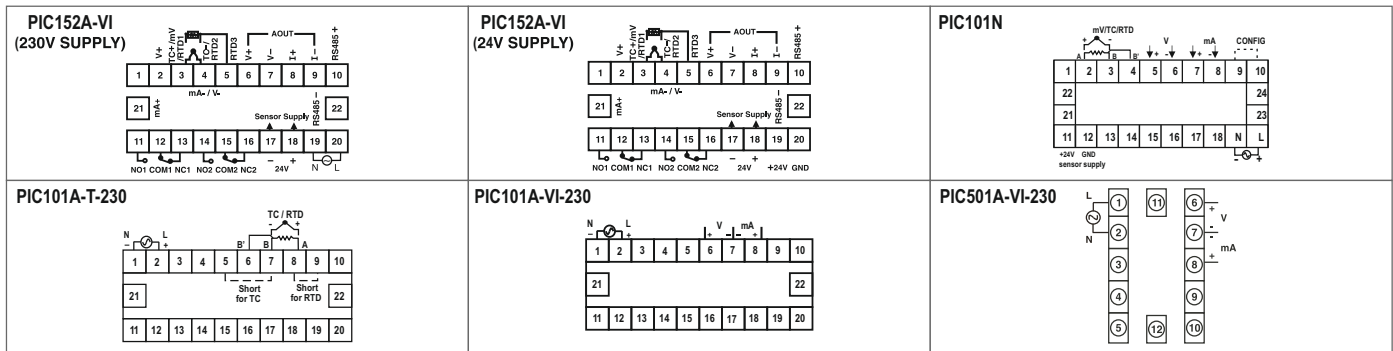 PIC152A-VI
(230V SUPPLY)
V+
TC+/mV
/RTD1
TC-/
RTD2
RTD3
AOUT
V+
V-
I+
I-
RS485 +
1 2 3 4 5 6 7 8 9 10
mA- / V-
21 mA+ Sensor Supply RS485 - 22
11 12 13 14 15 16 17 18 19 20
NO1 COM1 NC1 NO2 COM2 NC2 - + N L
24V
PIC152A-VI
(24V SUPPLY)
V+
TC+/mV
/RTD1
TC-/
RTD2
RTD3
AOUT
V+
V-
I+
I-
RS485 +
1 2 3 4 5 6 7 8 9 10
mA- / V-
21 mA+ Sensor Supply RS485 - 22
11 12 13 14 15 16 17 18 19 20
NO1 COM1 NC1 NO2 COM2 NC2 - + +24V GND
24V
PIC101N
mV/TC/RTD V mA CONFIG
+ -
A B B' + - + -
1 2 3 4 5 6 7 8 9 10
22 24
21 23
11 12 13 14 15 16 17 18 N L
+24V GND - +
sensor supply
PIC101A-T-230
TC / RTD
N L - +
- + B' B A
1 2 3 4 5 6 7 8 9 10
Short Short
for TC for RTD
21 22
11 12 13 14 15 16 17 18 19 20
PIC101A-VI-230
N L V mA
- + + - - +
1 2 3 4 5 6 7 8 9 10
21 22
11 12 13 14 15 16 17 18 19 20
PIC501A-VI-230
L 1 11 6 +
V
N 2 7 -
-
mA
3 8 +
4 9
5 12 10